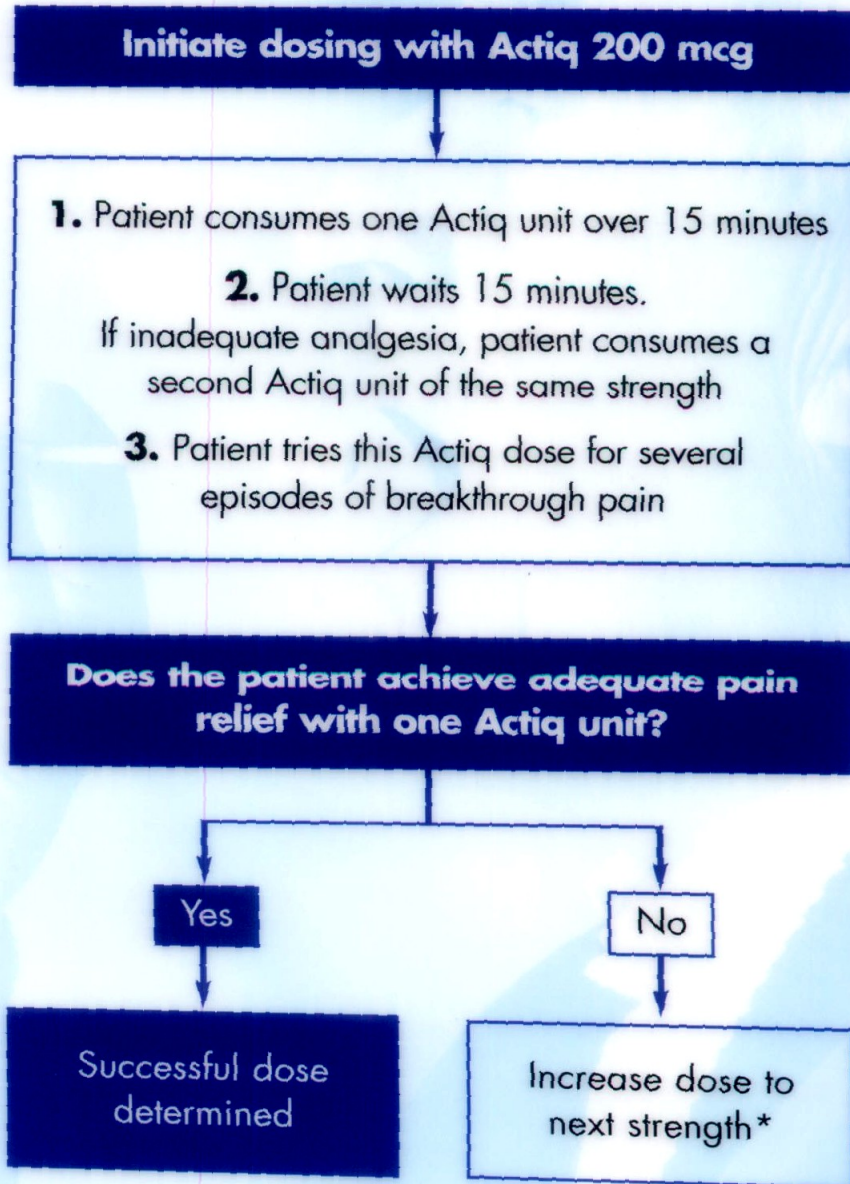 Initiate dosing with Actiq 200 mcg
1. Patient consumes one Actiq unit over 15 minutes
2. Patient waits 15 minutes.
If inadequate analgesia, patient consumes a
second Actiq unit of the same strength
3. Patient tries this Actiq dose for several
episodes of breakthrough pain
Does the patient achieve adequate pain
relief with one Actiq unit?
Yes
No
Successful dose
determined
Increase dose to
next strength*